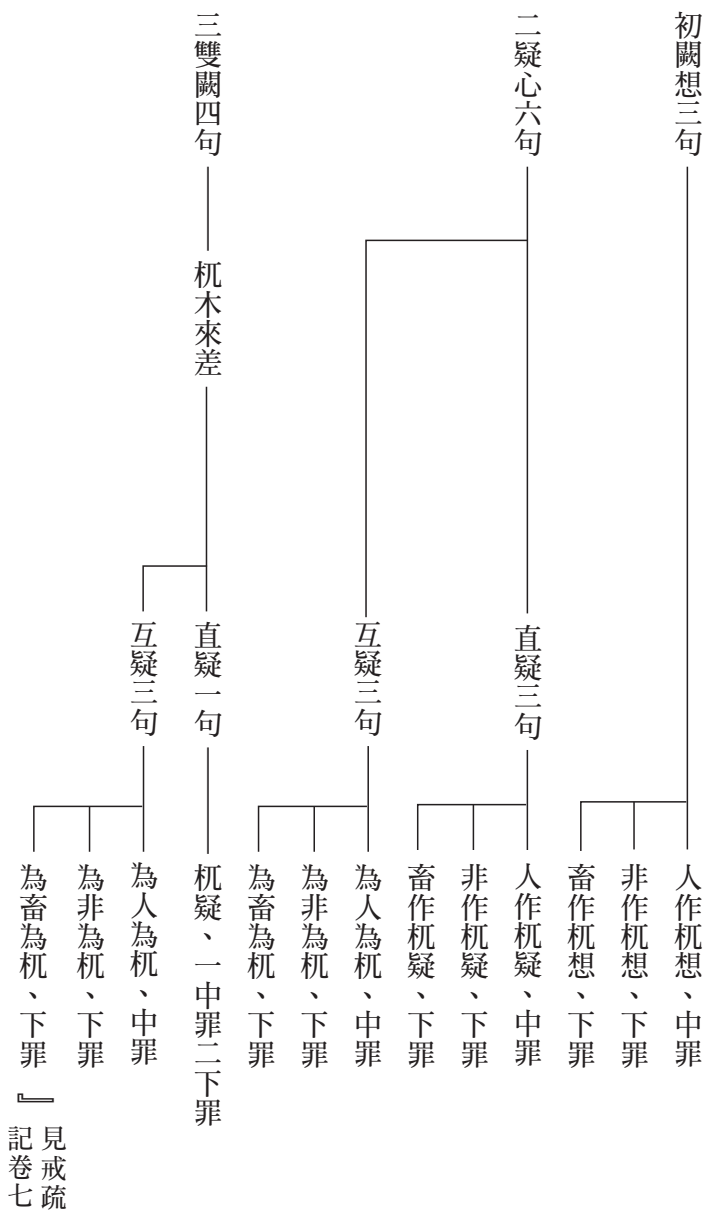 初闕想三句
人作杌想、中罪
非作杌想、下罪
畜作杌想、下罪
二疑心六句
直疑三句
人作杌疑、中罪
非作杌疑、下罪
畜作杌疑、下罪
互疑三句
為人為杌、中罪
為非為杌、下罪
為畜為杌、下罪
三雙闕四句
杌木來差
直疑一句
杌疑、一中罪二下罪
互疑三句
為人為杌、中罪
為非為杌、下罪
為畜為杌、下罪
』
見戒疏
記卷七